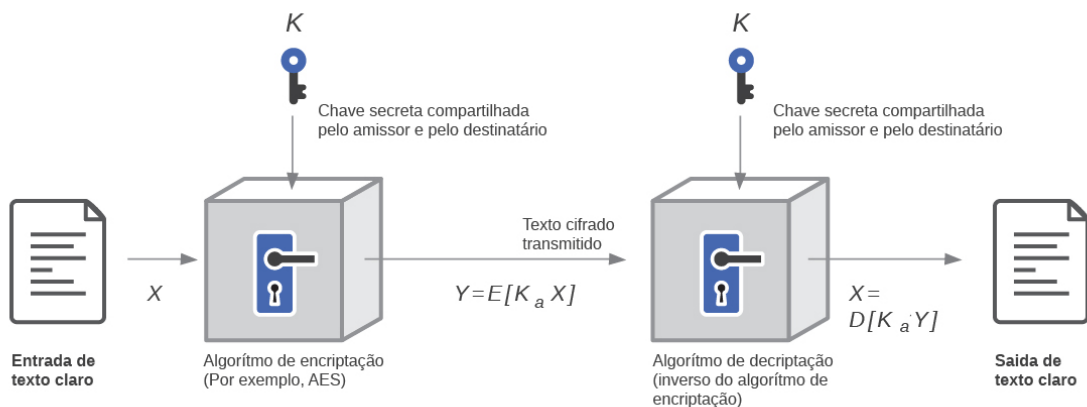 K
Chave secreta compartilhada
pelo amissor e pelo destinatário
K
Chave secreta compartilhada
pelo amissor e pelo destinatário
Texto cifrado
transmitido
X
Y=E[K a X]
X=
D[K a Y]
Entrada de
texto claro
Algorítmo de encriptação
(Por exemplo, AES)
Algorítmo de decriptação
(inverso do algorítmo de
encriptação)
Saida de
texto claro